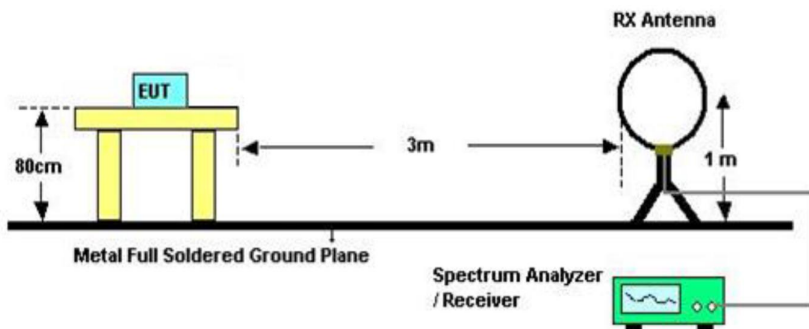 RX Antenna
EUT
3m
80cm
1 m
Metal Full Soldered Ground Plane
Spectrum Analyzer
/ Receiver